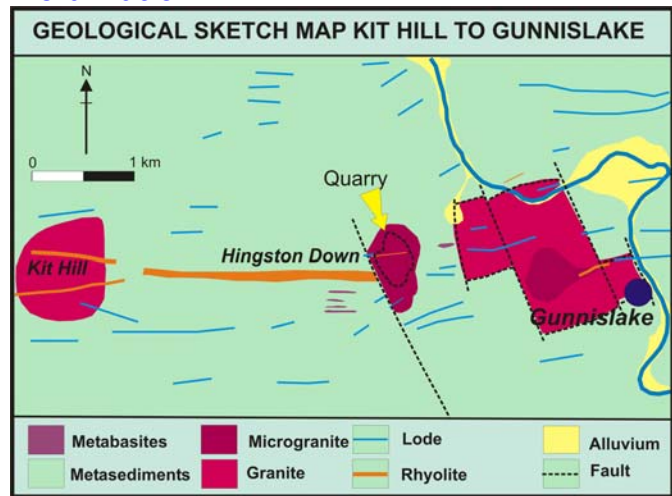 GEOLOGICAL SKETCH MAP KIT HILL TO GUNNISLAKE
N
0 1 km
Quarry
Hingston Down
Kit Hill
Gunnislake
Metabasites Microgranite Lode Alluvium
Metasediments Granite Rhyolite Fault